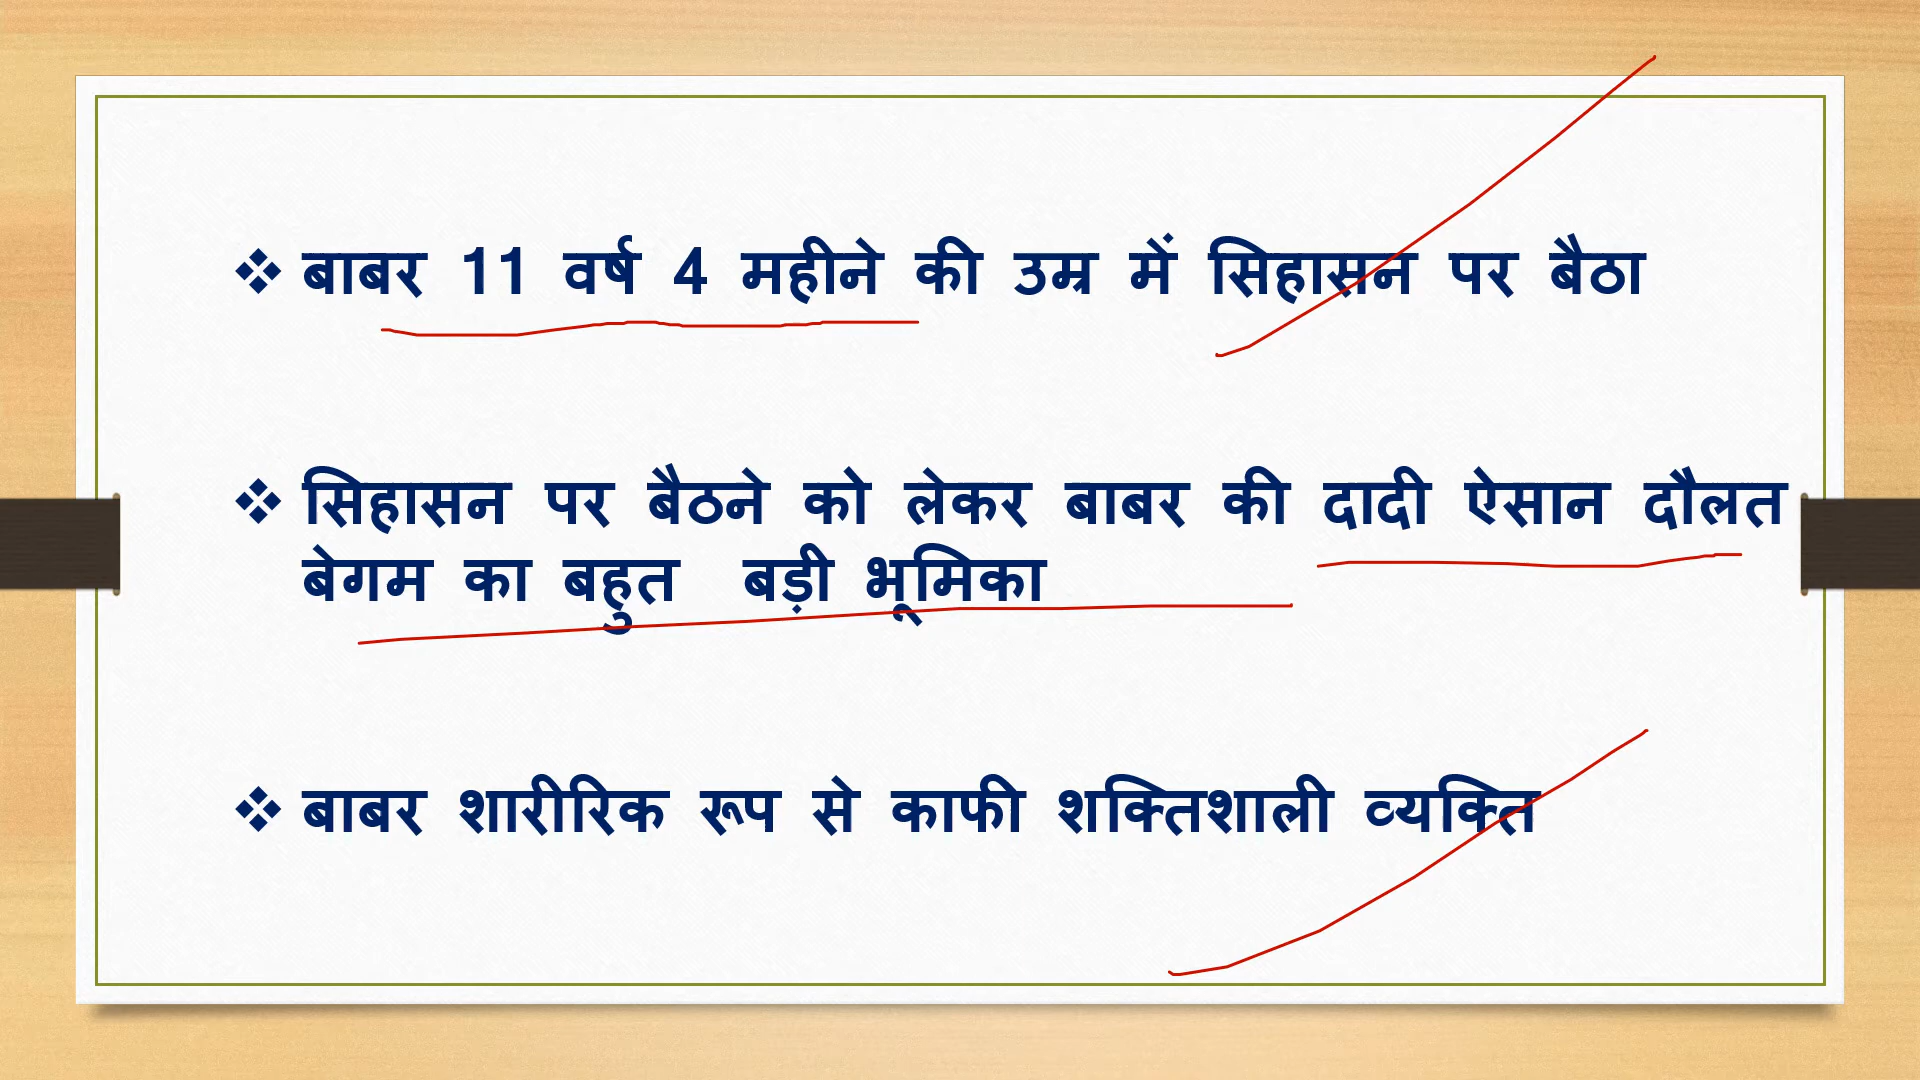 ❖ बाबर 11 वर्ष 4 महीने की उम्र में सिहासन पर बैठा
❖ सिहासन पर बैठने को लेकर बाबर की दादी ऐसान दौलत
बेगम का बहुत बड़ी भूमिका
❖ बाबर शारीरिक रूप से काफी शक्तिशाली व्यक्ति